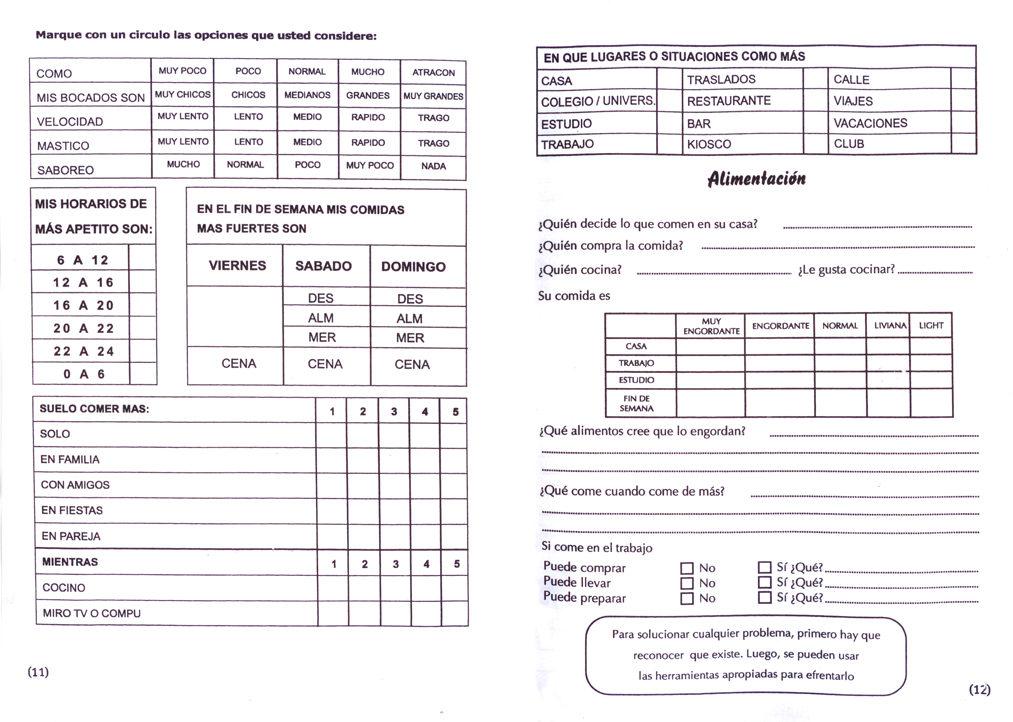 Marque con un circulo las opciones que usted considere:
COMO MUY POCO POCO NORMAL MUCHO ATRACON
MIS BOCADOS SON MUY CHICOS CHICOS MEDIANOS GRANDES MUY GRANDES
VELOCIDAD MUY LENTO LENTO MEDIO RAPIDO TRAGO
MASTICO MUY LENTO LENTO MEDIO RAPIDO TRAGO
SABOREO MUCHO NORMAL POCO MUY POCO NADA
MIS HORARIOS DE
MÁS APETITO SON:
6 A 12
12 A 16
16 A 20
20 A 22
22 A 24
0 A 6
EN EL FIN DE SEMANA MIS COMIDAS
MAS FUERTES SON
VIERNES SABADO DOMINGO
DES DES
ALM ALM
MER MER
CENA CENA CENA
SUELO COMER MAS: 1 2 3 4 5
SOLO
EN FAMILIA
CON AMIGOS
EN FIESTAS
EN PAREJA
MIENTRAS 1 2 3 4 5
COCINO
MIRO TV O COMPU
(11)
EN QUE LUGARES O SITUACIONES COMO MÁS
CASA TRASLADOS CALLE
COLEGIO / UNIVERS. RESTAURANTE VIAJES
ESTUDIO BAR VACACIONES
TRABAJO KIOSCO CLUB
Alimentación
¿Quién decide lo que comen en su casa?
¿Quién compra la comida?
¿Quién cocina? ¿Le gusta cocinar?
Su comida es
MUY ENGORDANTE ENGORDANTE NORMAL LIVIANA LIGHT
CASA
TRABAJO
ESTUDIO
FIN DE
SEMANA
¿Qué alimentos cree que lo engordan?
¿Qué come cuando come de más?
Si come en el trabajo
Puede comprar No Sí ¿Qué?
Puede llevar No Sí ¿Qué?
Puede preparar No Sí ¿Qué?
Para solucionar cualquier problema, primero hay que
reconocer que existe. Luego, se pueden usar
las herramientas apropiadas para efrentarlo
(12)